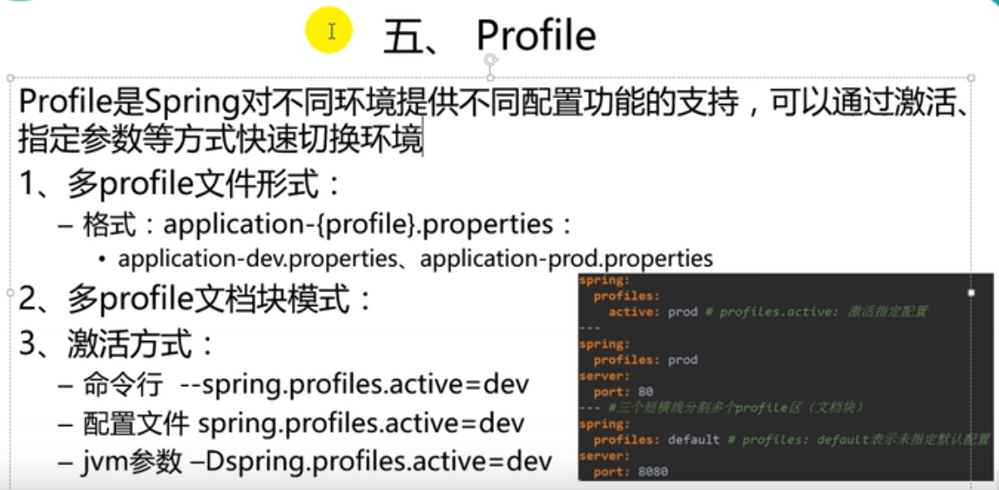 五、 Profile
Profile是Spring对不同环境提供不同配置功能的支持，可以通过激活、
指定参数等方式快速切换环境
1、多profile文件形式：
– 格式：application-{profile}.properties：
• application-dev.properties、application-prod.properties
2、多profile文档块模式：
3、激活方式：
– 命令行 --spring.profiles.active=dev
– 配置文件 spring.profiles.active=dev
– jvm参数 –Dspring.profiles.active=dev
spring:
profiles:
active: prod # profiles.active: 激活指定配置
---
spring:
profiles: prod
server:
port: 80
--- #三个短横线分割多个profile区（文档块）
spring:
profiles: default # profiles: default表示未指定默认配置
server:
port: 8080